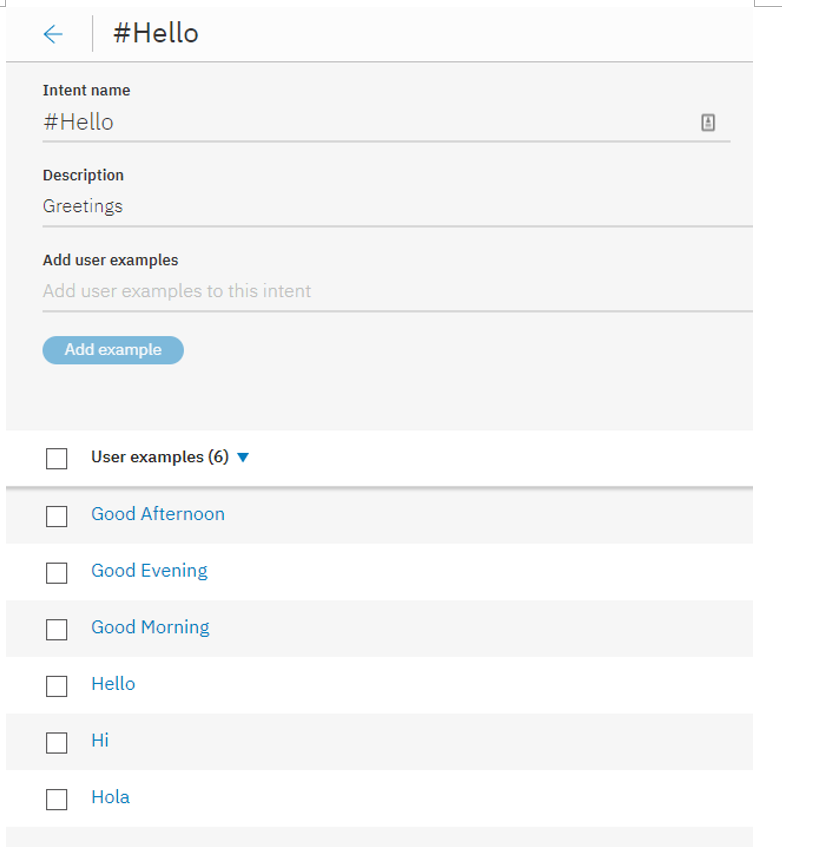 #Hello
Intent name
#Hello
Description
Greetings
Add user examples
Add user examples to this intent
Add example
User examples (6)
Good Afternoon
Good Evening
Good Morning
Hello
Hi
Hola